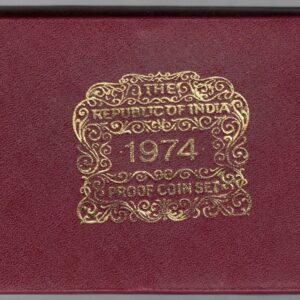 THE
REPUBLIC OF INDIA
1974
PROOF COIN SET